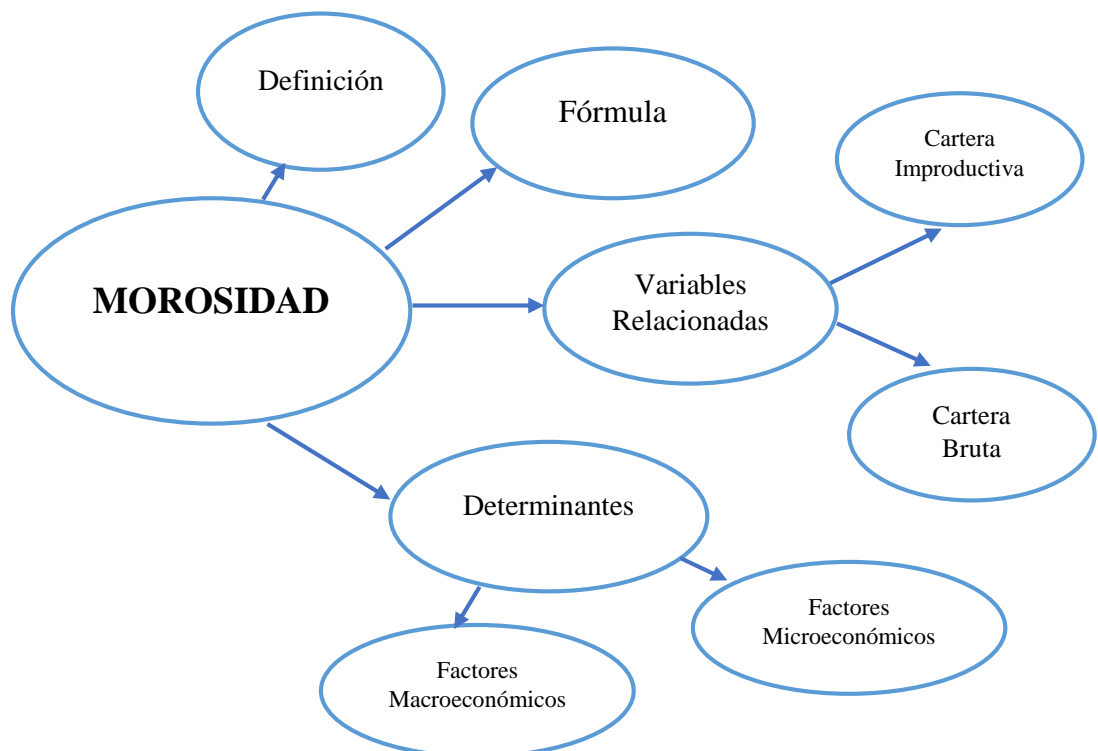 Definición
Fórmula
Cartera
Improductiva
MOROSIDAD
Variables
Relacionadas
Cartera
Bruta
Determinantes
Factores
Microeconómicos
Factores
Macroeconómicos